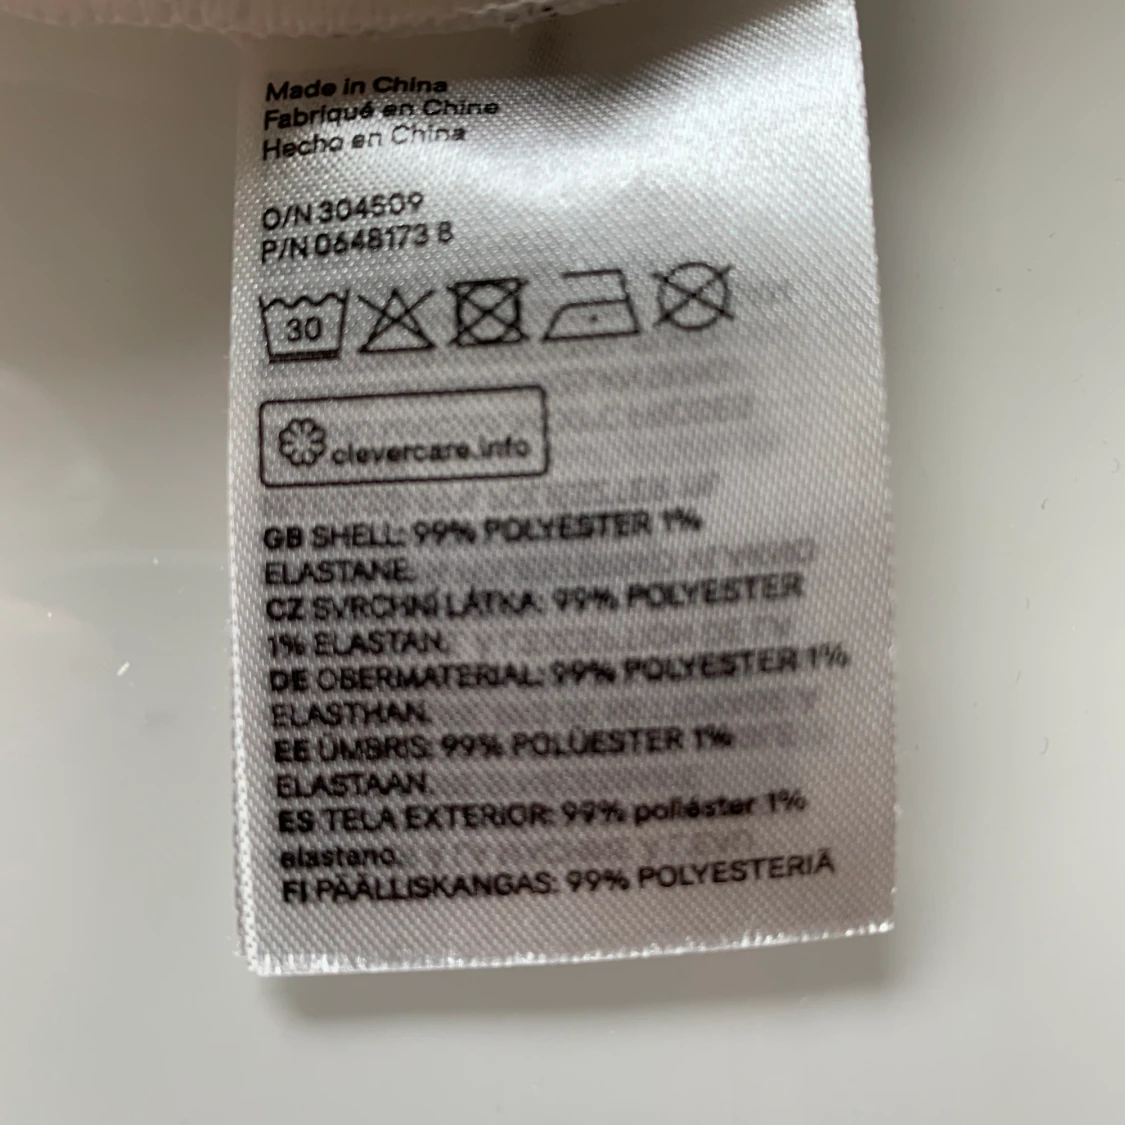 Made in China
Fabriqué en Chine
Hecho en China
O/N 304509
P/N 0648173 8
30
clevercare.info
GB SHELL: 99% POLYESTER 1%
ELASTANE.
CZ SVRCHNÍ LÁTKA: 99% POLYESTER
1% ELASTAN.
DE OBERMATERIAL: 99% POLYESTER 1%
ELASTHAN.
EE ÜMBRIS: 99% POLÜESTER 1%
ELASTAAN.
ES TELA EXTERIOR: 99% poliéster 1%
elastano.
FI PÄÄLLISKANGAS: 99% POLYESTERIÄ